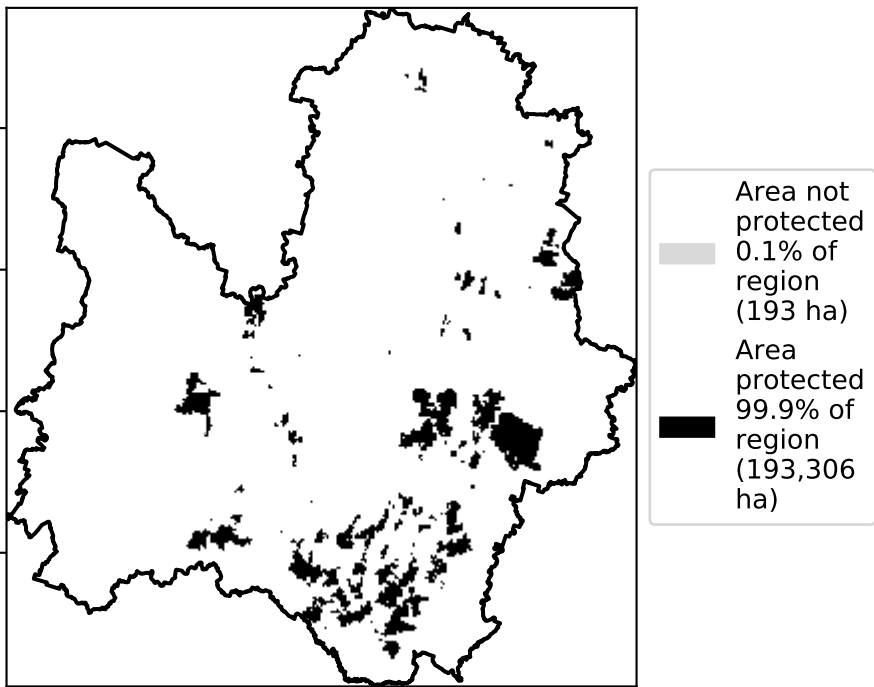 Area not
protected
0.1% of
region
(193 ha)
Area
protected
99.9% of
region
(193,306
ha)